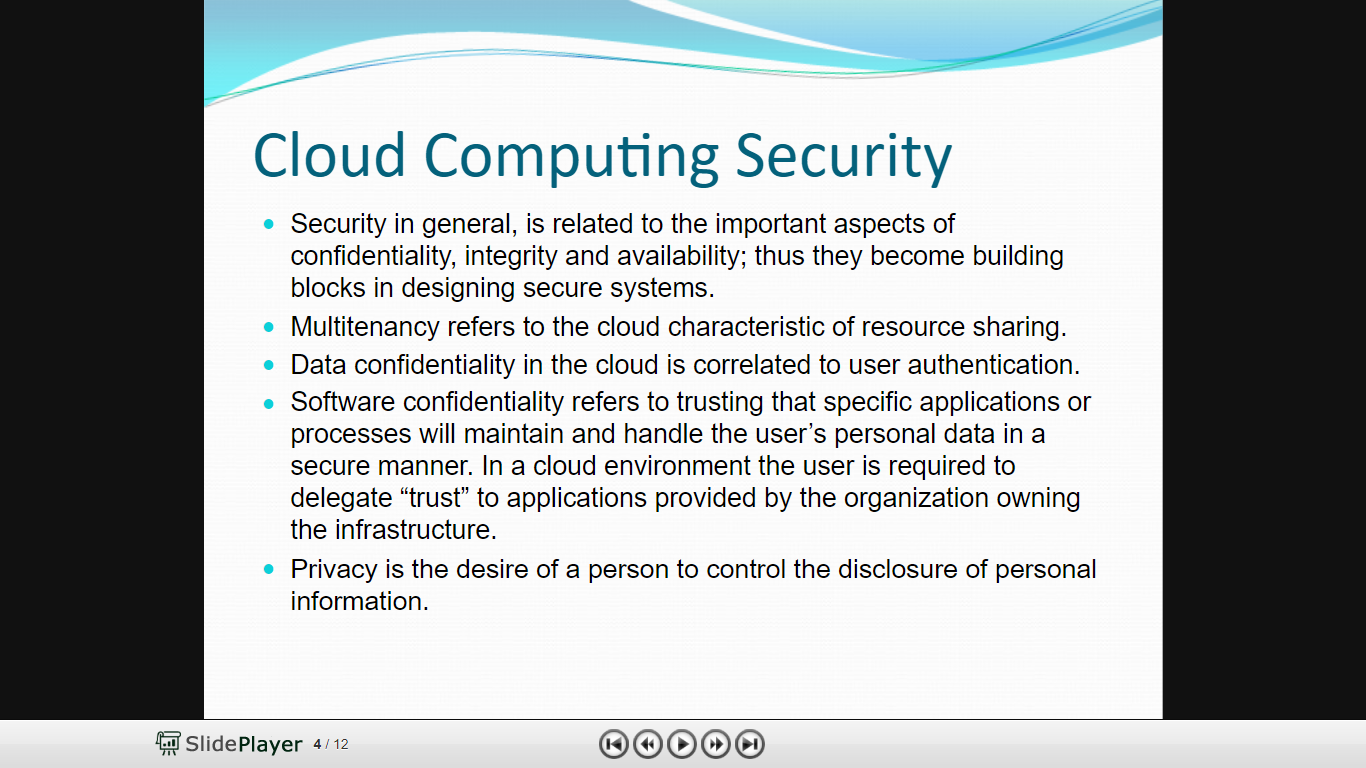 Cloud Computing Security
• Security in general, is related to the important aspects of
confidentiality, integrity and availability; thus they become building
blocks in designing secure systems.
• Multitenancy refers to the cloud characteristic of resource sharing.
• Data confidentiality in the cloud is correlated to user authentication.
• Software confidentiality refers to trusting that specific applications or
processes will maintain and handle the user’s personal data in a
secure manner. In a cloud environment the user is required to
delegate “trust” to applications provided by the organization owning
the infrastructure.
• Privacy is the desire of a person to control the disclosure of personal
information.
SlidePlayer 4 / 12